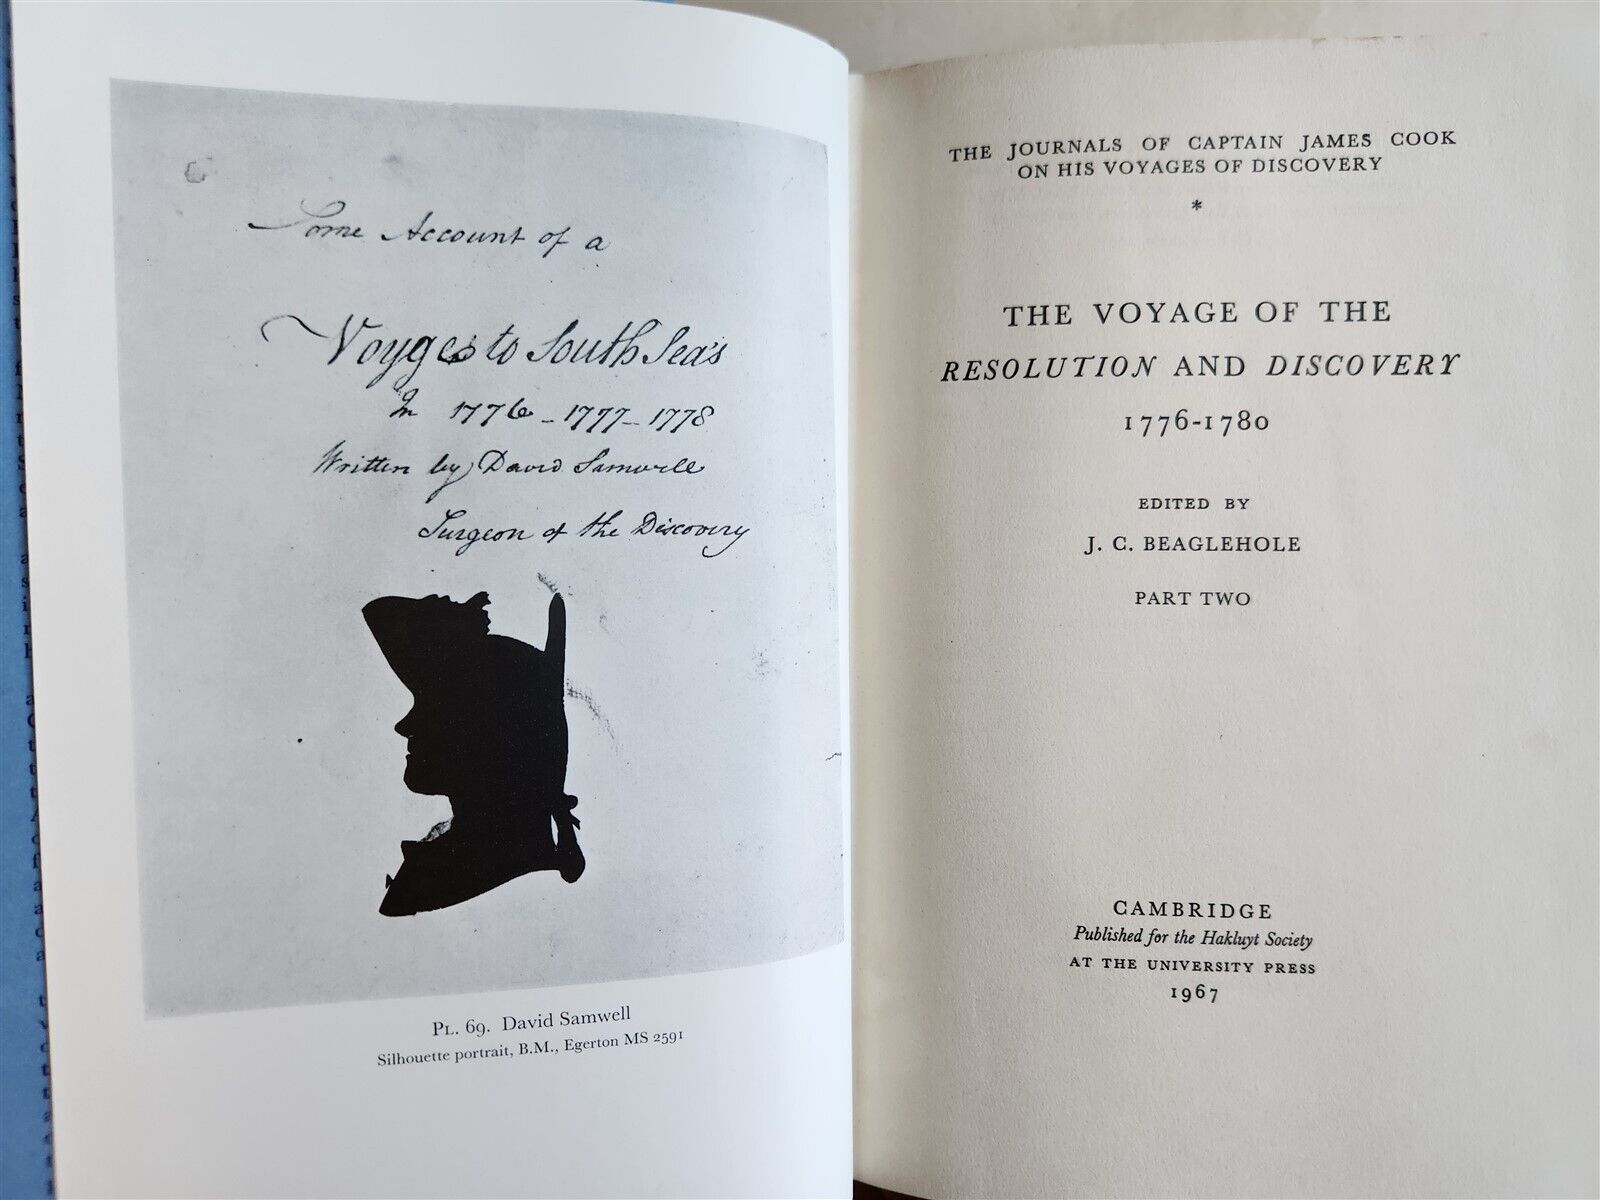 Some Account of a
Voyges to South Sea's
In 1776 - 1777 - 1778
Written by David Samwell
Surgeon of the Discovery
PL. 69. David Samwell
Silhouette portrait, B.M., Egerton MS 2591
THE JOURNALS OF CAPTAIN JAMES COOK
ON HIS VOYAGES OF DISCOVERY
*
THE VOYAGE OF THE
RESOLUTION AND DISCOVERY
1776-1780
EDITED BY
J. C. BEAGLEHOLE
PART TWO
CAMBRIDGE
Published for the Hakluyt Society
AT THE UNIVERSITY PRESS
1967